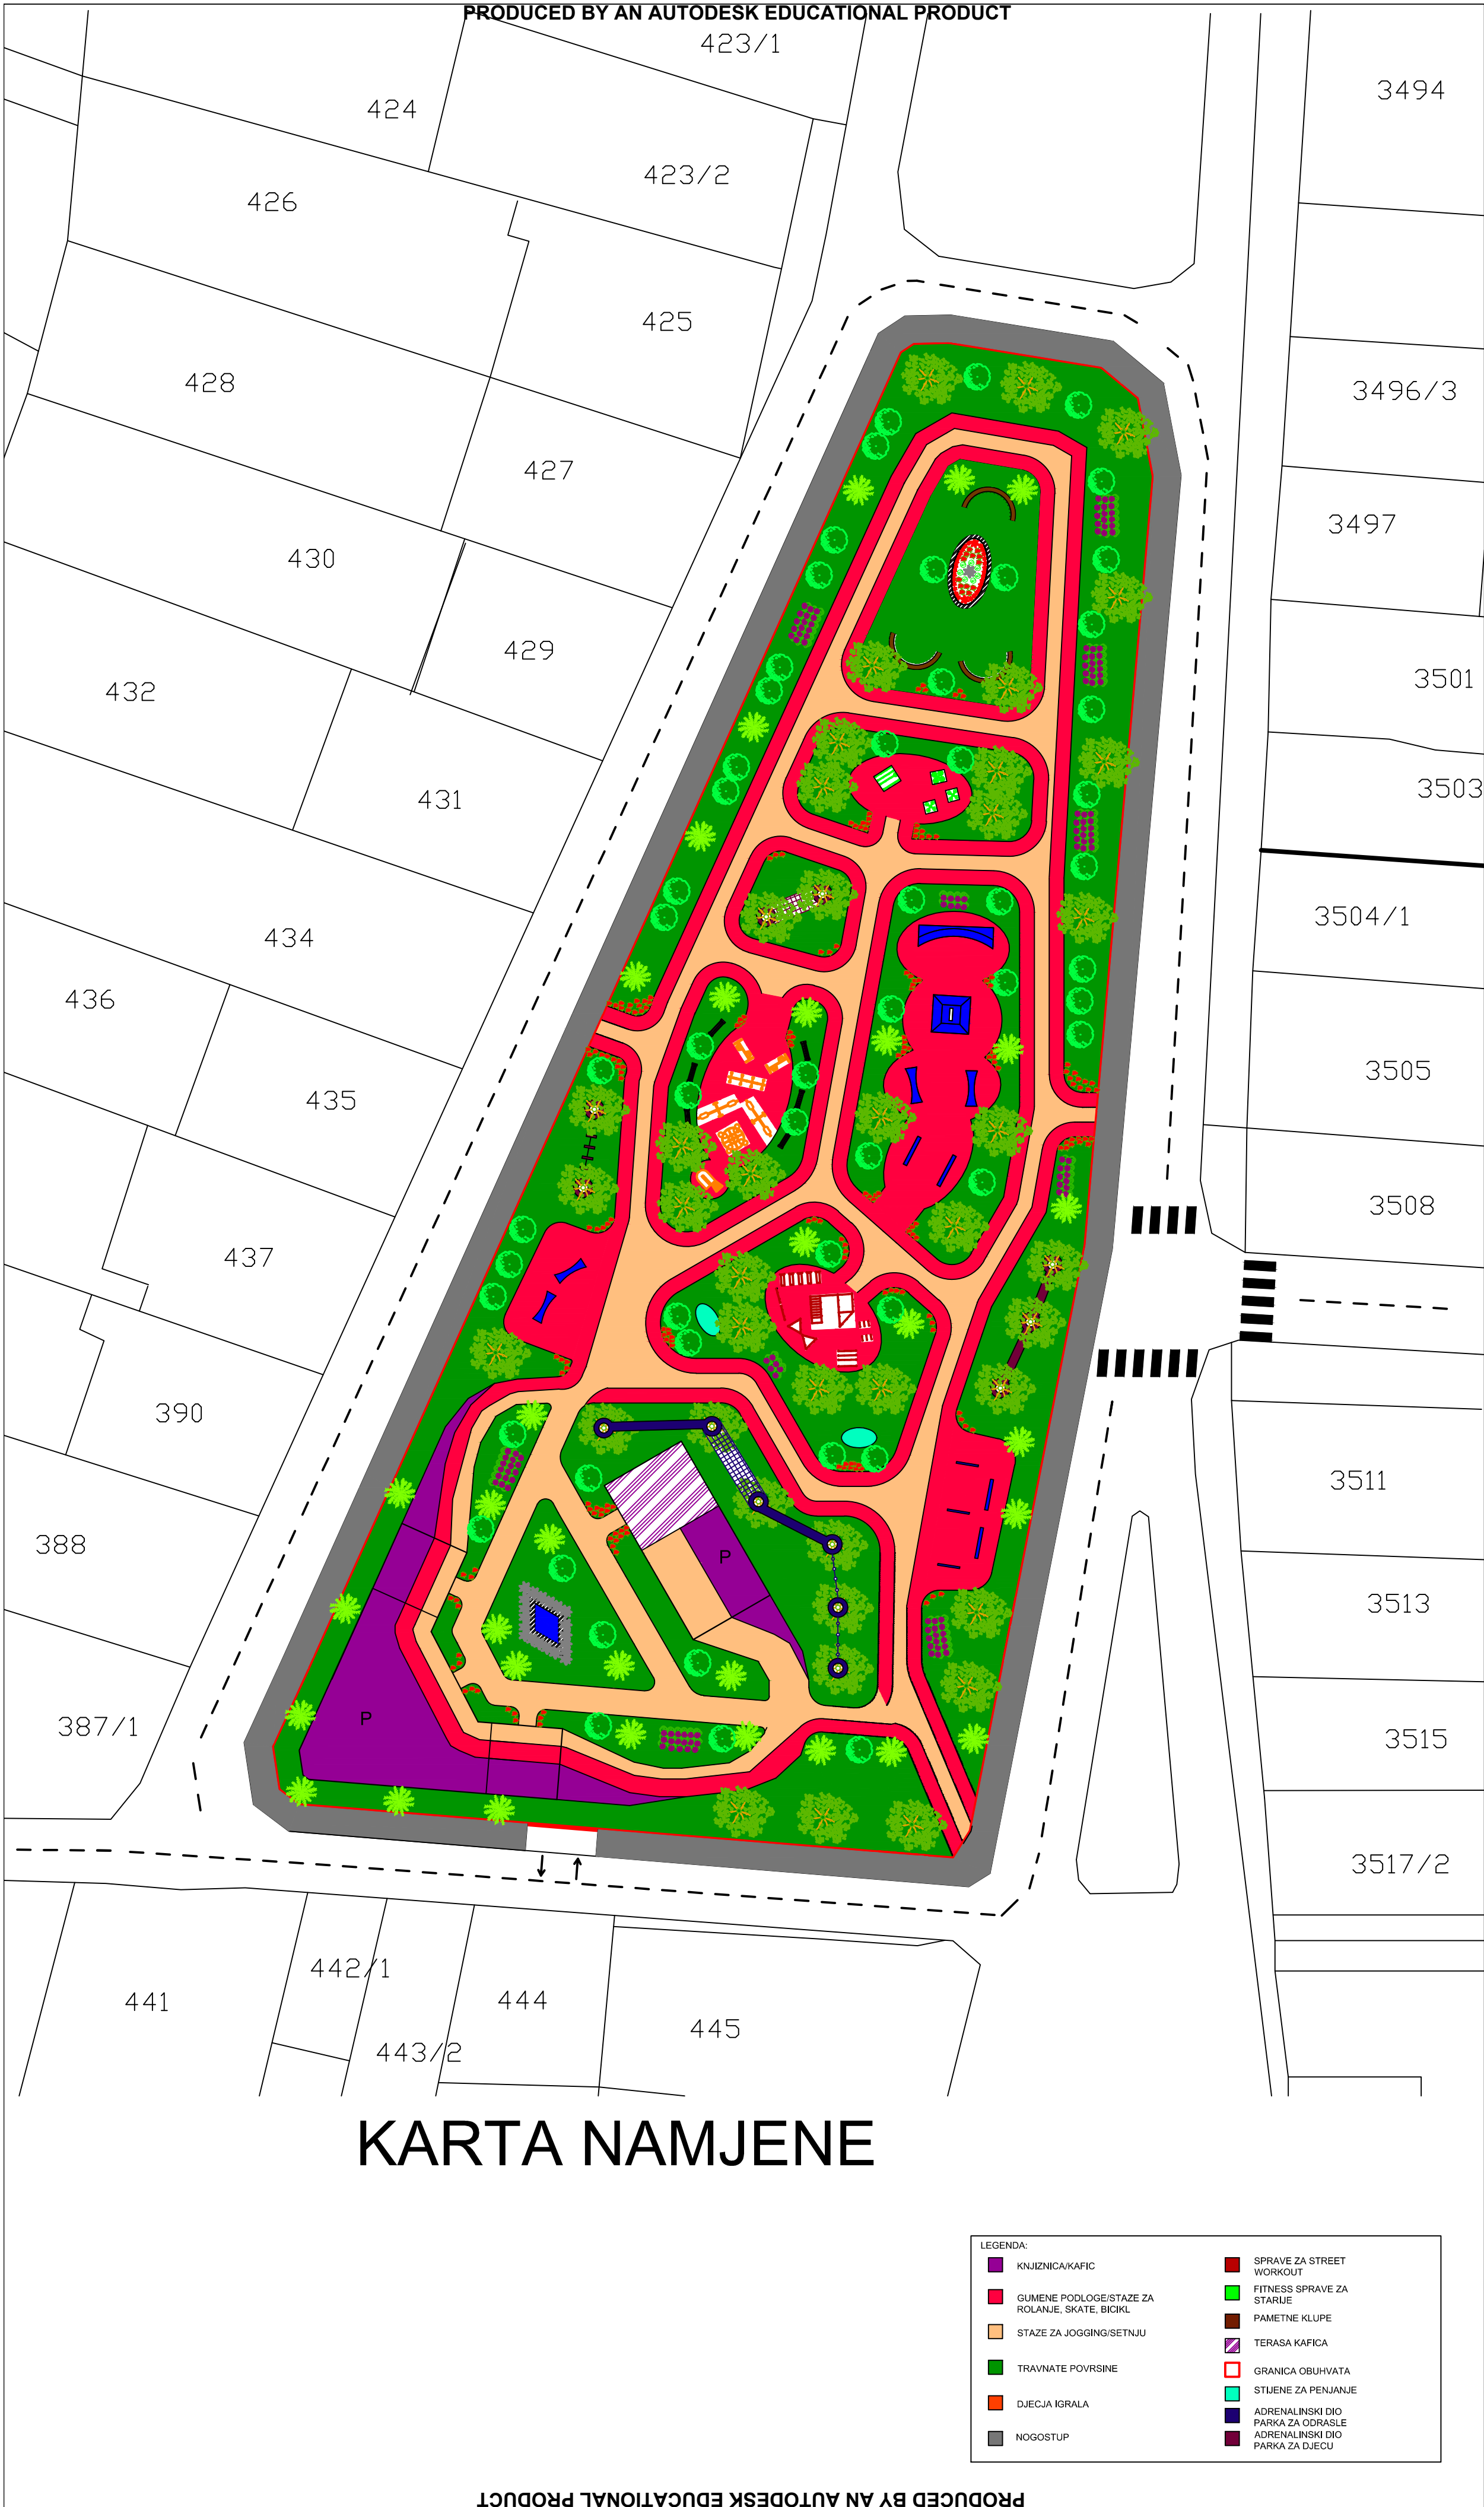 PRODUCED BY AN AUTODESK EDUCATIONAL PRODUCT
423/1
424
3494
423/2
426
425
428
3496/3
427
3497
430
429
432
3501
431
3503
434
3504/1
436
435
3505
437
3508
390
3511
388
P
3513
387/1
P
3515
3517/2
442/1
441
444
445
443/2
KARTA NAMJENE
LEGENDA:
KNJIZNICA/KAFIC
GUMENE PODLOGE/STAZE ZA
ROLANJE, SKATE, BICIKL
STAZE ZA JOGGING/SETNJU
TRAVNATE POVRSINE
DJECJA IGRALA
NOGOSTUP
SPRAVE ZA STREET
WORKOUT
FITNESS SPRAVE ZA
STARIJE
PAMETNE KLUPE
TERASA KAFICA
GRANICA OBUHVATA
STIJENE ZA PENJANJE
ADRENALINSKI DIO
PARKA ZA ODRASLE
ADRENALINSKI DIO
PARKA ZA DJECU
PRODUCED BY AN AUTODESK EDUCATIONAL PRODUCT